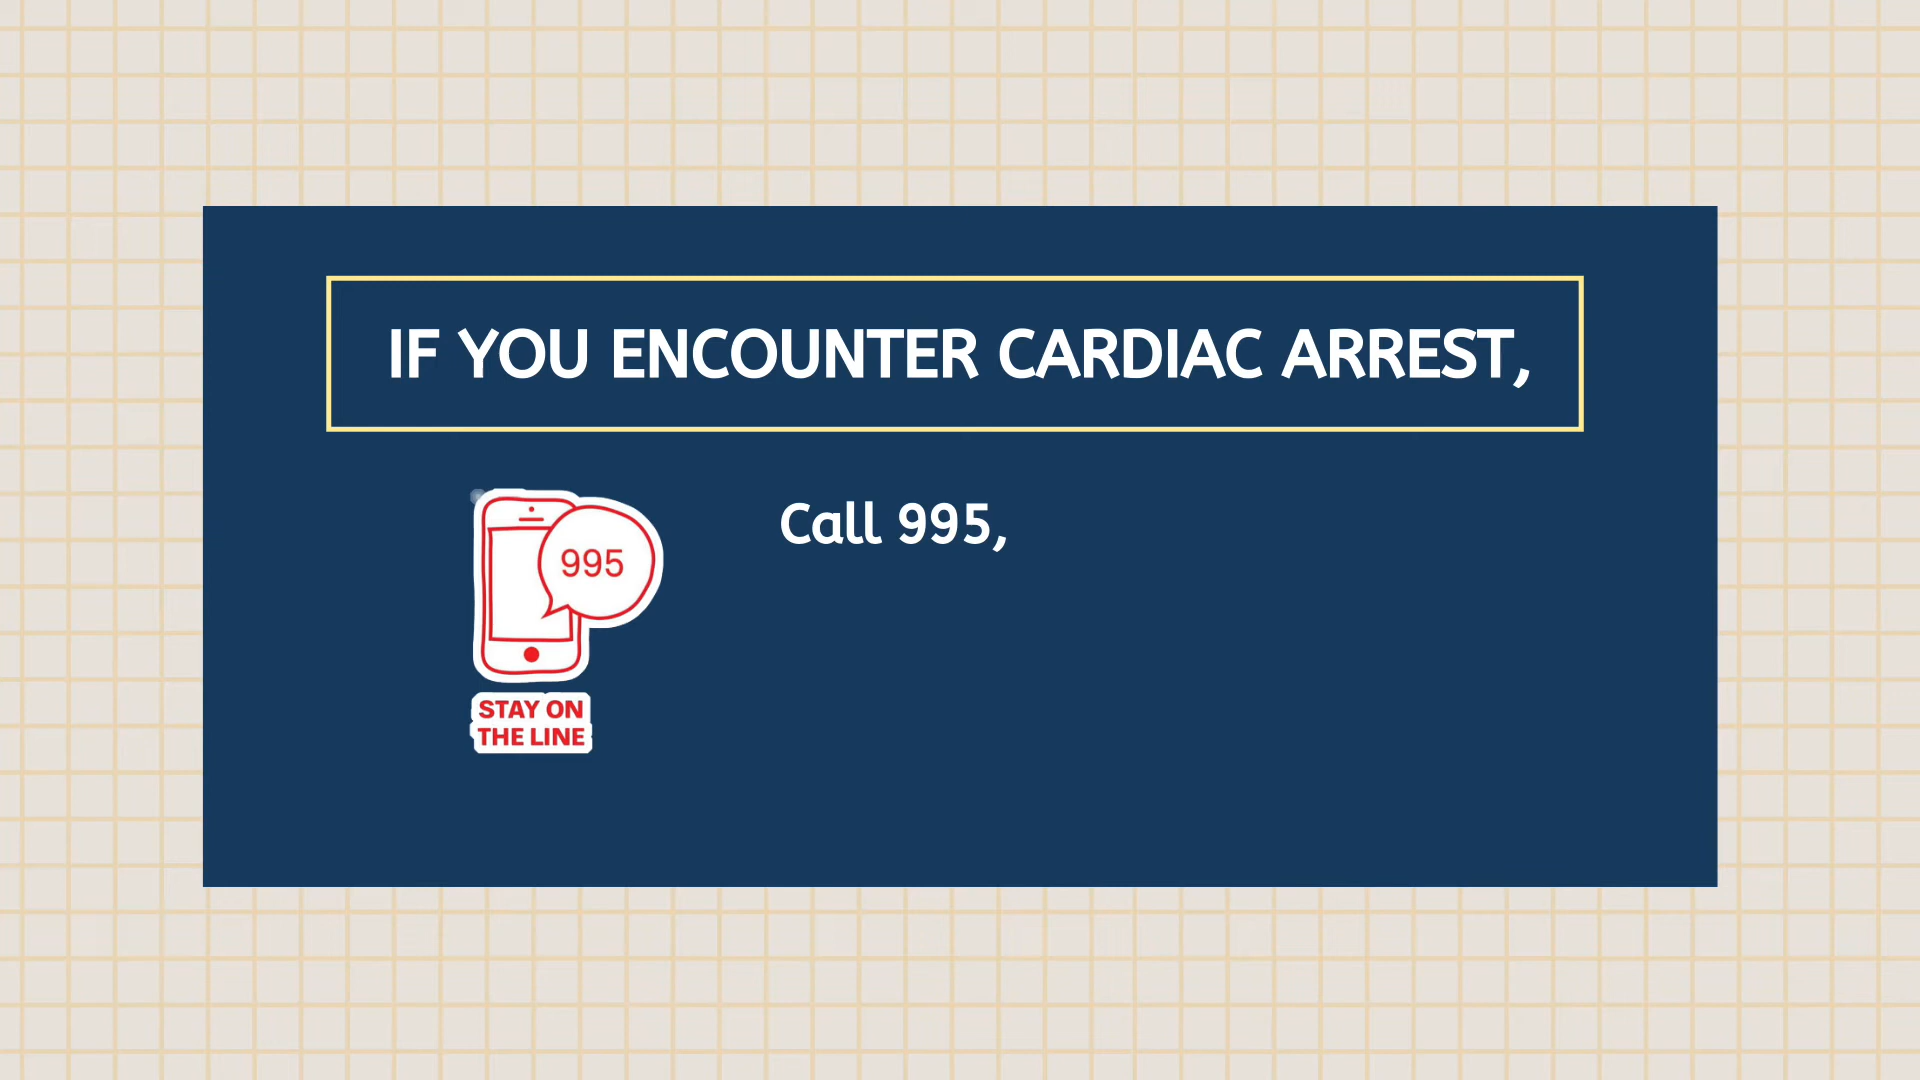 IF YOU ENCOUNTER CARDIAC ARREST,
Call 995,
995
STAY ON
THE LINE